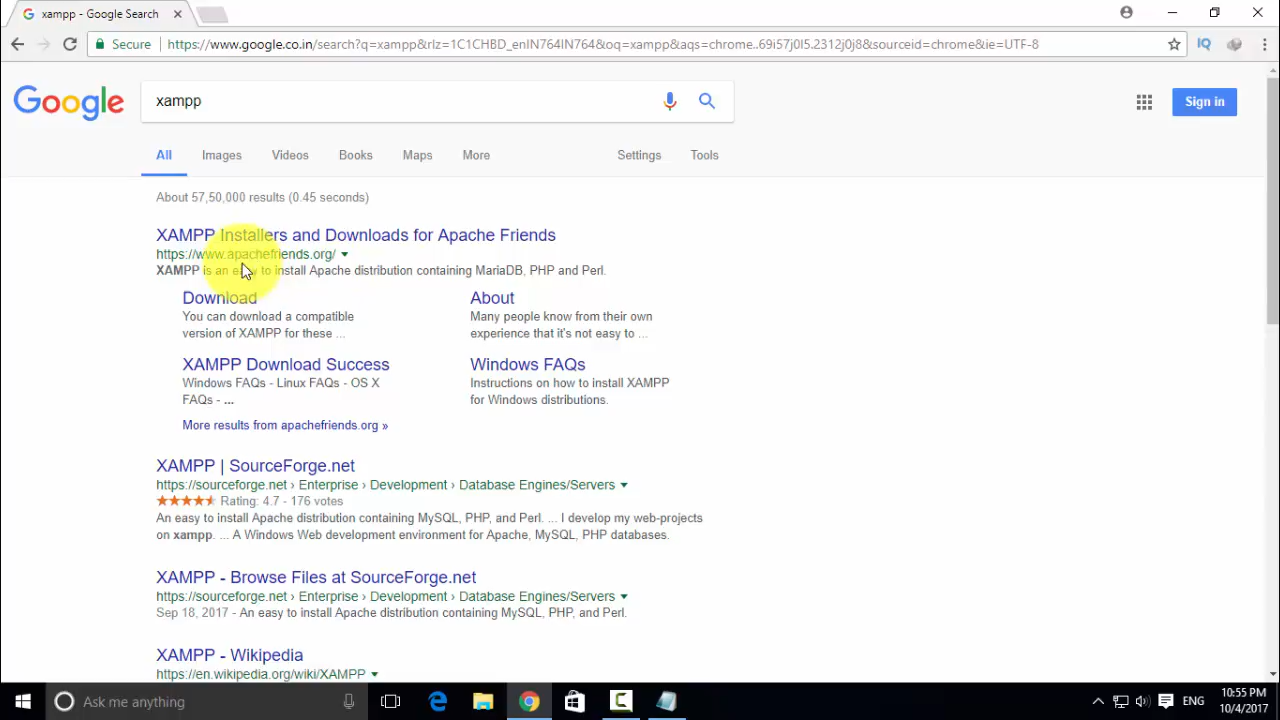 xampp - Google Search
Secure
https://www.google.co.in/search?q=xampp&rlz=1C1CHBD_enIN764IN764&oq=xampp&aqs=chrome..69i57j0l5.2312j0j8&sourceid=chrome&ie=UTF-8
Google
xampp
Sign in
All
Images
Videos
Books
Maps
More
Settings
Tools
About 57,50,000 results (0.45 seconds)
XAMPP Installers and Downloads for Apache Friends
https://www.apachefriends.org/
XAMPP is an easy to install Apache distribution containing MariaDB, PHP and Perl.
Download
You can download a compatible
version of XAMPP for these ...
About
Many people know from their own
experience that it's not easy to ...
XAMPP Download Success
Windows FAQs - Linux FAQs - OS X
FAQs - ...
Windows FAQs
Instructions on how to install XAMPP
for Windows distributions.
More results from apachefriends.org »
XAMPP | SourceForge.net
https://sourceforge.net › Enterprise › Development › Database Engines/Servers
Rating: 4.7 - 176 votes
An easy to install Apache distribution containing MySQL, PHP, and Perl. ... I develop my web-projects
on xampp. ... A Windows Web development environment for Apache, MySQL, PHP databases.
XAMPP - Browse Files at SourceForge.net
https://sourceforge.net › Enterprise › Development › Database Engines/Servers
Sep 18, 2017 - An easy to install Apache distribution containing MySQL, PHP, and Perl.
XAMPP - Wikipedia
https://en.wikipedia.org/wiki/XAMPP
Ask me anything
ENG
10:55 PM
10/4/2017